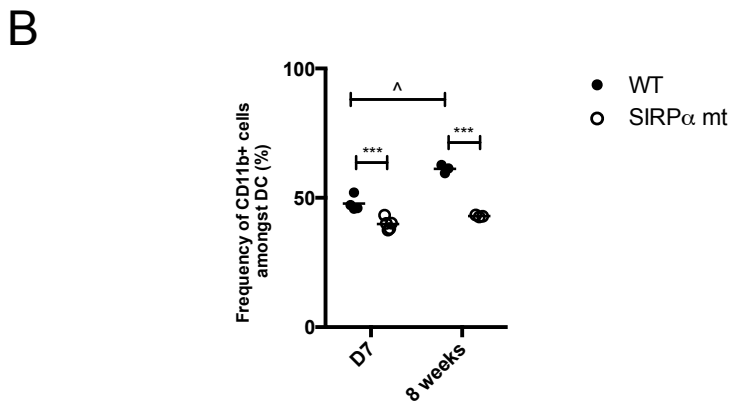 B
100
50
0
Frequency of CD11b+ cells
amongst DC (%)
^
***
***
D7
8 weeks
WT
SIRPα mt